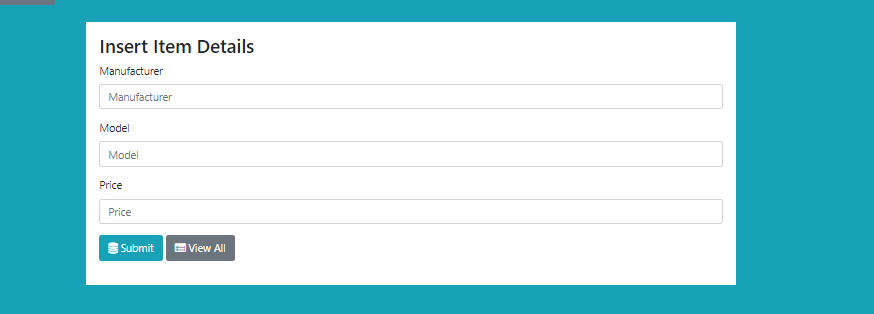 Insert Item Details
Manufacturer
Manufacturer
Model
Model
Price
Price
Submit View All